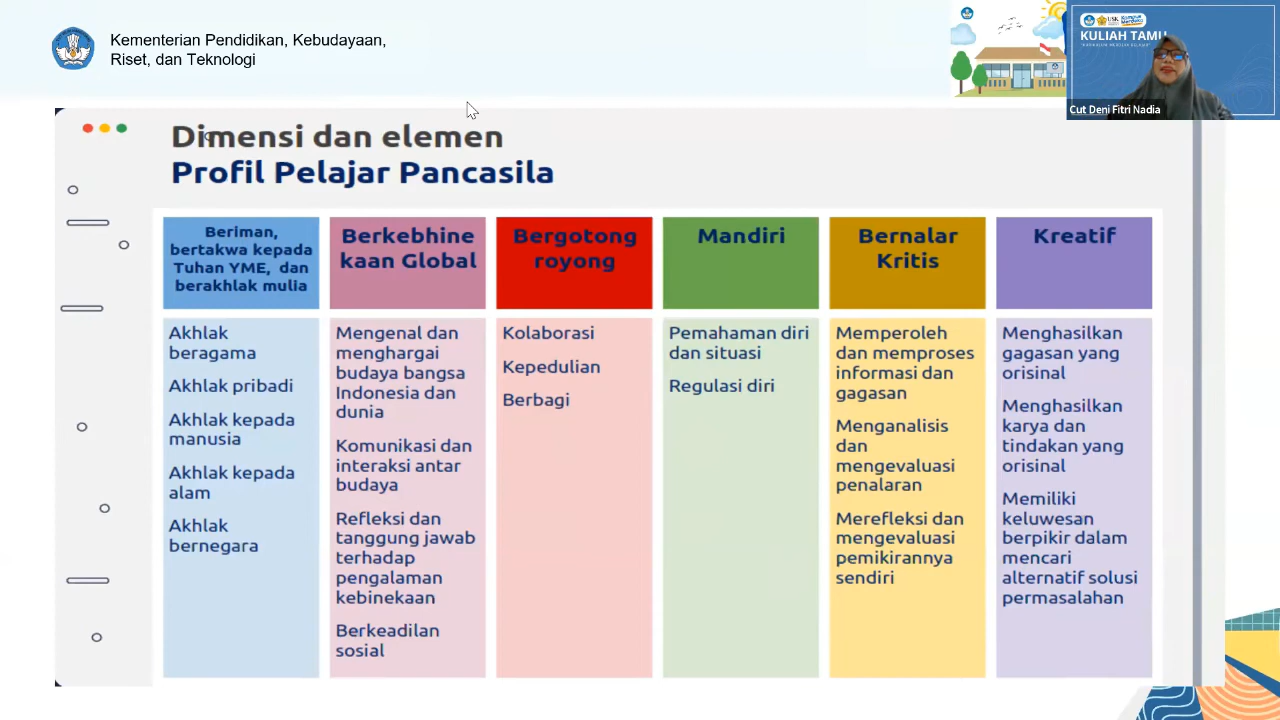 Kementerian Pendidikan, Kebudayaan,
Riset, dan Teknologi
USK
Kampus
Merdeka
KULIAH TAMU
Cut Deni Fitri Nadia
Dimensi dan elemen
Profil Pelajar Pancasila
Beriman,
bertakwa kepada
Tuhan YME, dan
berakhlak mulia
Akhlak
beragama
Akhlak pribadi
Akhlak kepada
manusia
Akhlak kepada
alam
Akhlak
bernegara
Berkebhine
kaan Global
Mengenal dan
menghargai
budaya bangsa
Indonesia dan
dunia
Komunikasi dan
interaksi antar
budaya
Refleksi dan
tanggung jawab
terhadap
pengalaman
kebinekaan
Berkeadilan
sosial
Bergotong
royong
Kolaborasi
Kepedulian
Berbagi
Mandiri
Pemahaman diri
dan situasi
Regulasi diri
Bernalar
Kritis
Memperoleh
dan memproses
informasi dan
gagasan
Menganalisis
dan
mengevaluasi
penalaran
Merefleksi dan
mengevaluasi
pemikirannya
sendiri
Kreatif
Menghasilkan
gagasan yang
orisinal
Menghasilkan
karya dan
tindakan yang
orisinal
Memiliki
keluwesan
berpikir dalam
mencari
alternatif solusi
permasalahan